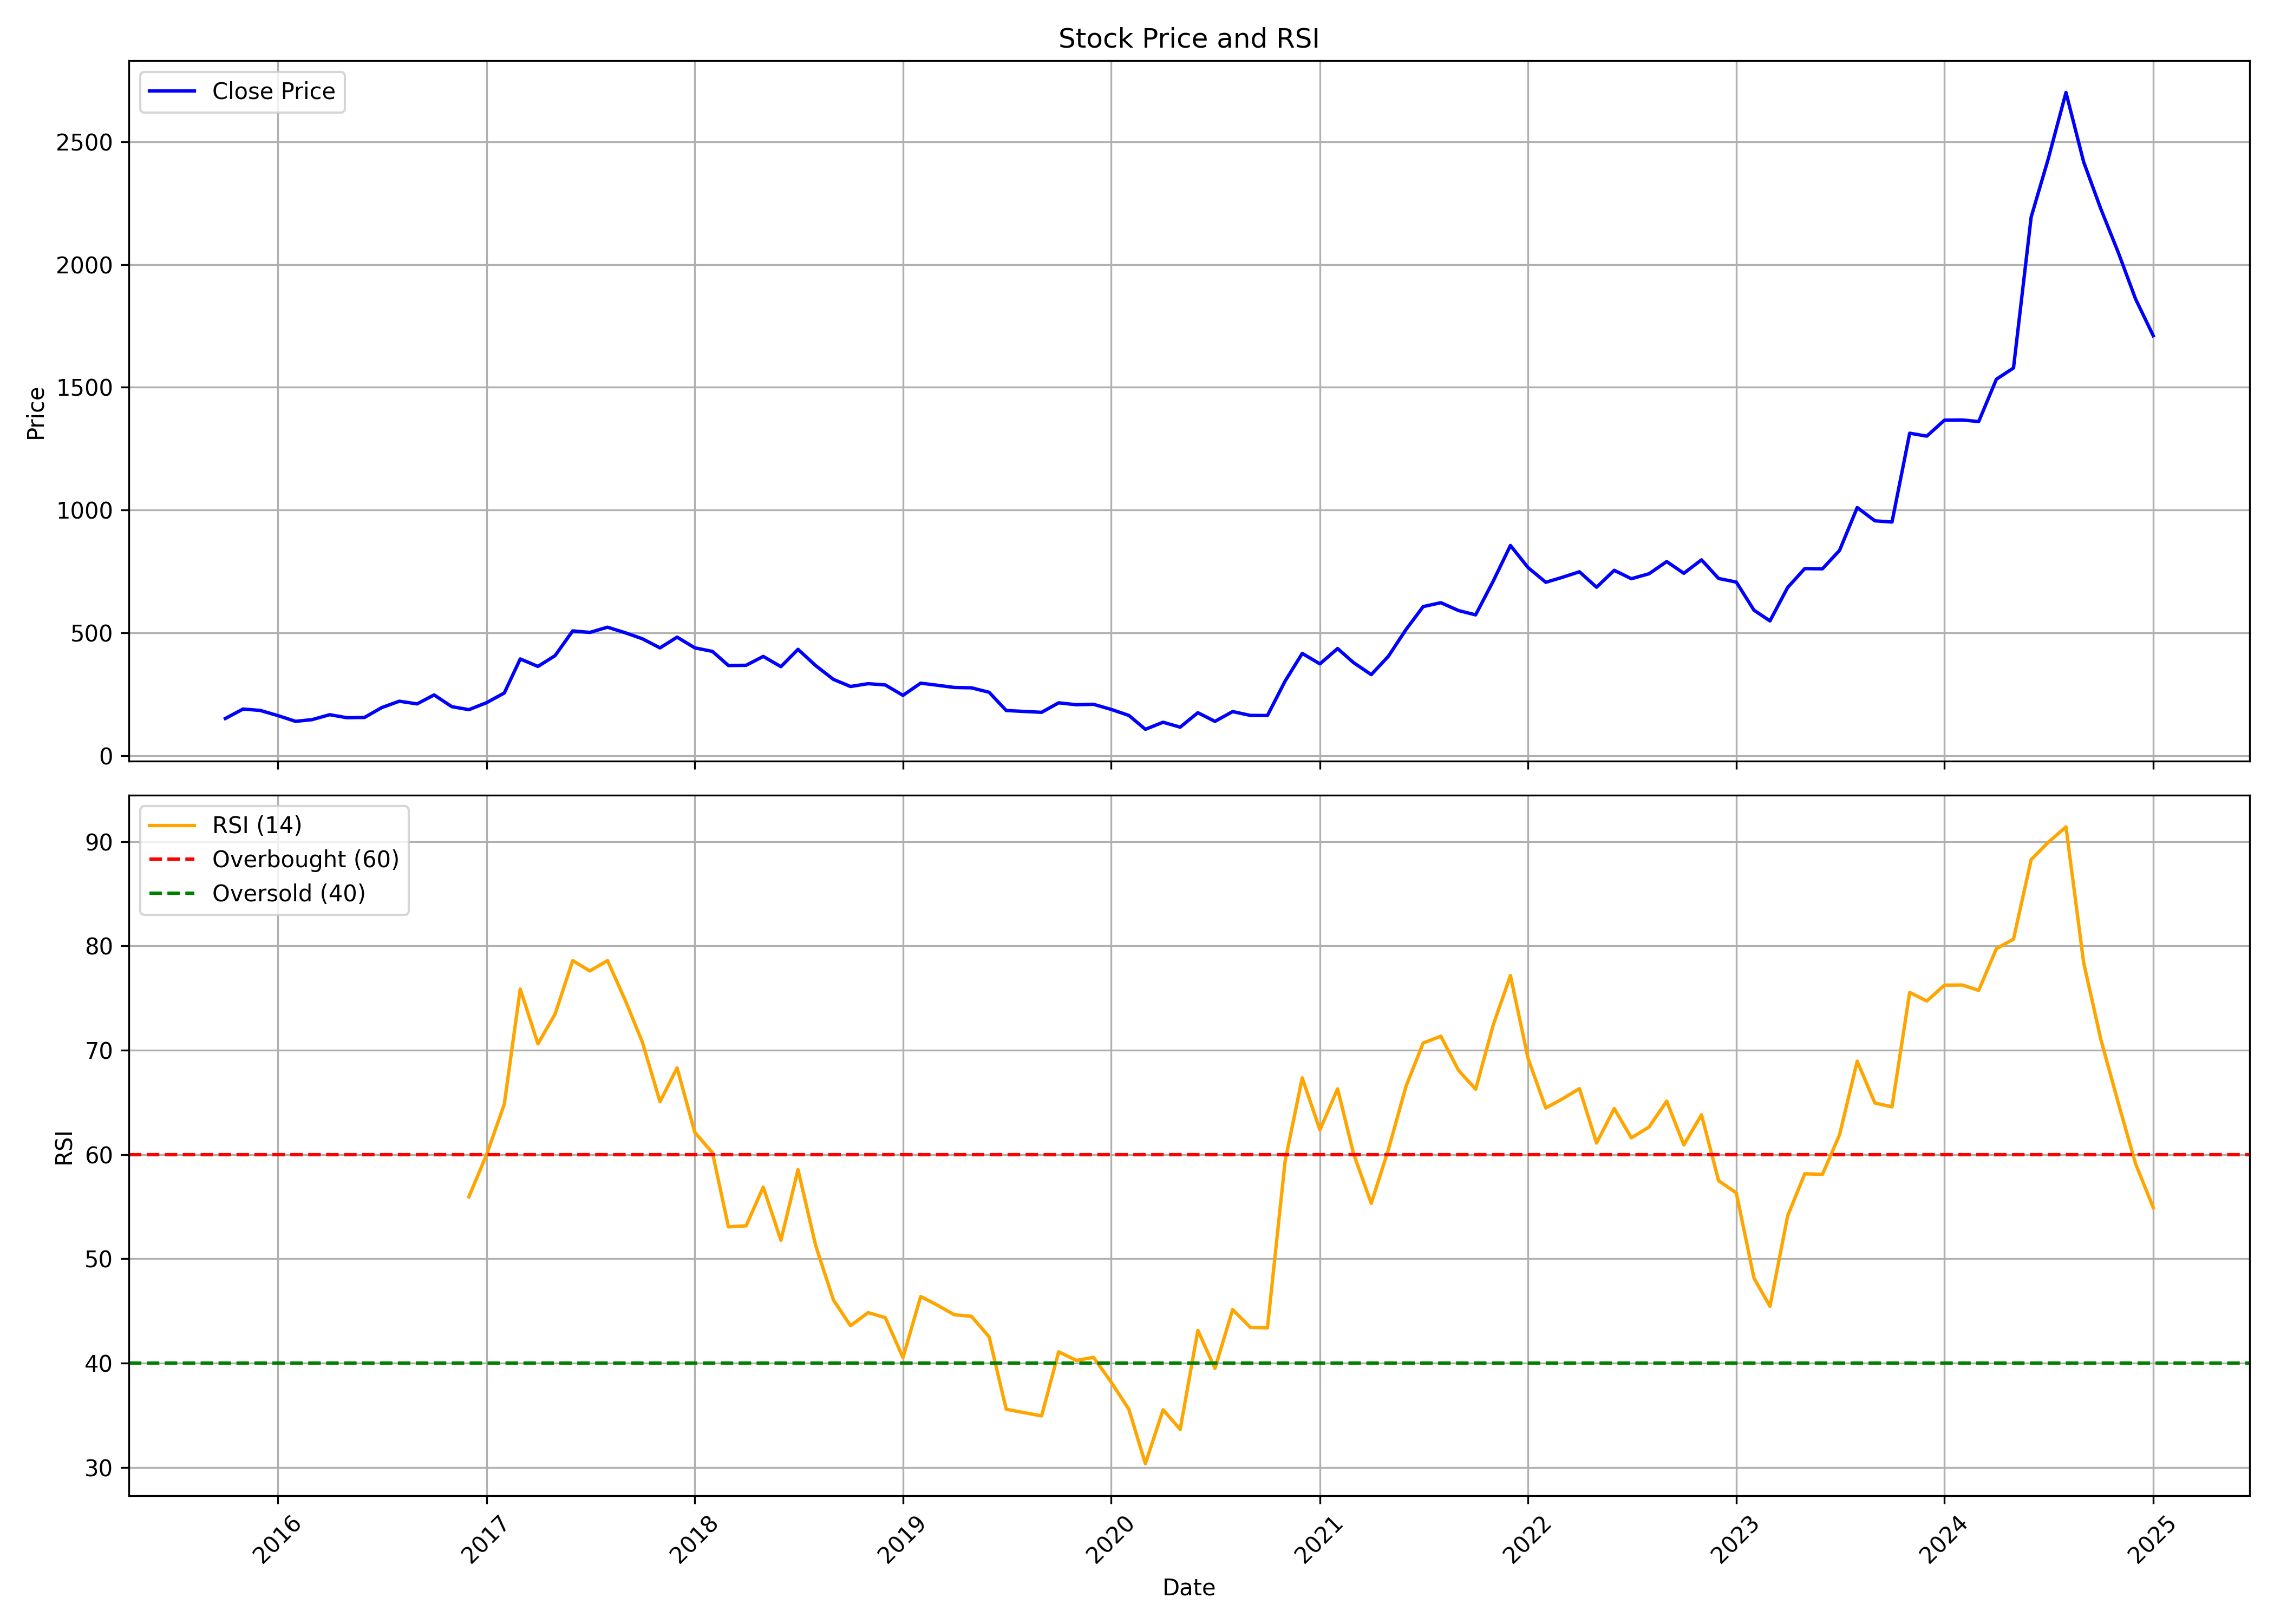 Stock Price and RSI
Close Price
Price
2500
2000
1500
1000
500
0
RSI (14)
Overbought (60)
Oversold (40)
RSI
90
80
70
60
50
40
30
2016
2017
2018
2019
2020
2021
2022
2023
2024
2025
Date